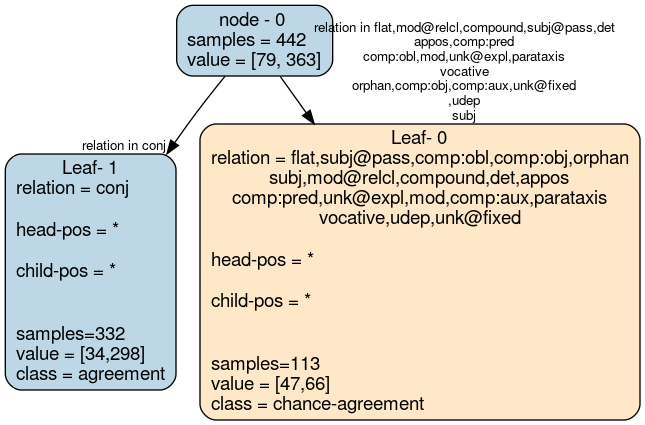 node - 0
samples = 442
value = [79, 363]
relation in flat,mod@relcl,compound,subj@pass,det
appos,comp:pred
comp:obl,mod,unk@expl,parataxis
vocative
orphan,comp:obj,comp:aux,unk@fixed
,udep
subj
relation in conj
Leaf- 1
relation = conj
head-pos = *
child-pos = *
samples=332
value = [34,298]
class = agreement
Leaf- 0
relation = flat,subj@pass,comp:obl,comp:obj,orphan
subj,mod@relcl,compound,det,appos
comp:pred,unk@expl,mod,comp:aux,parataxis
vocative,udep,unk@fixed
head-pos = *
child-pos = *
samples=113
value = [47,66]
class = chance-agreement